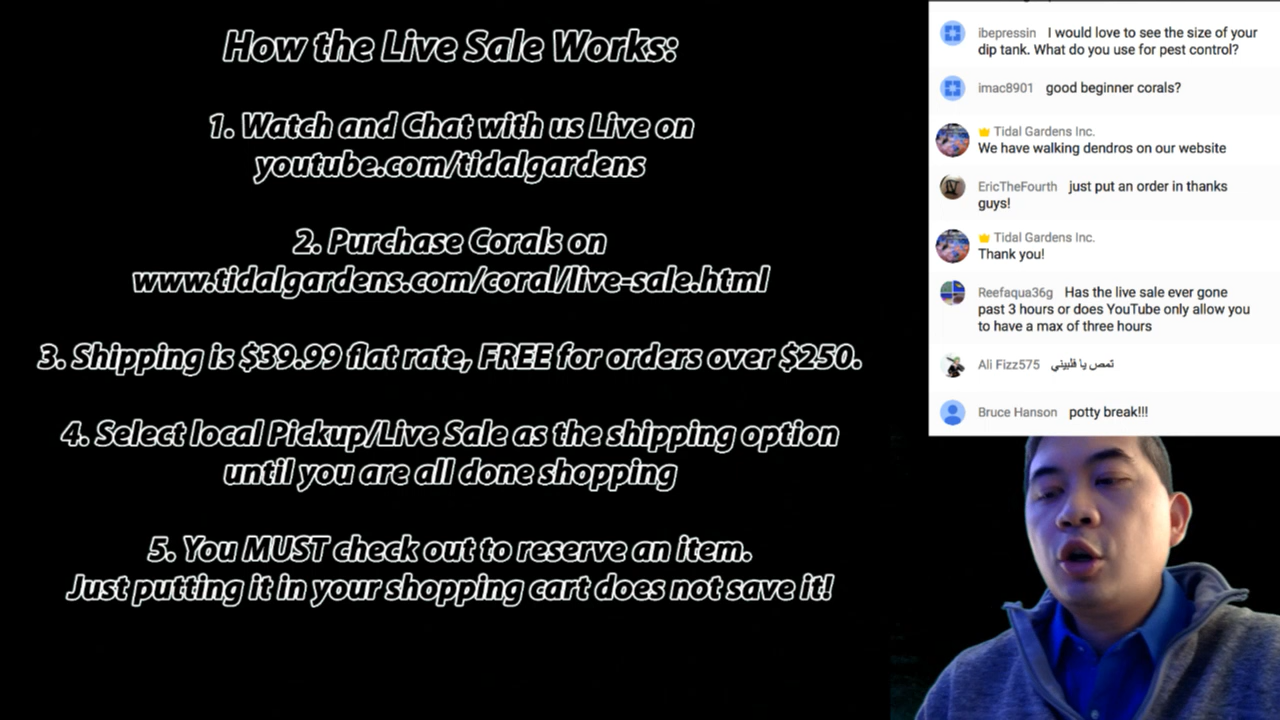 How the Live Sale Works:
1. Watch and Chat with us Live on
youtube.com/tidalgardens
2. Purchase Corals on
www.tidalgardens.com/coral/live-sale.html
3. Shipping is $39.99 flat rate, FREE for orders over $250.
4. Select local Pickup/Live Sale as the shipping option
until you are all done shopping
5. You MUST check out to reserve an item.
Just putting it in your shopping cart does not save it!
ibepressin I would love to see the size of your
dip tank. What do you use for pest control?
imac8901 good beginner corals?
Tidal Gardens Inc.
We have walking dendros on our website
EricTheFourth just put an order in thanks
guys!
Tidal Gardens Inc.
Thank you!
Reefaqua36g Has the live sale ever gone
past 3 hours or does YouTube only allow you
to have a max of three hours
Ali Fizz575 تمص يا فلبيني
Bruce Hanson potty break!!!